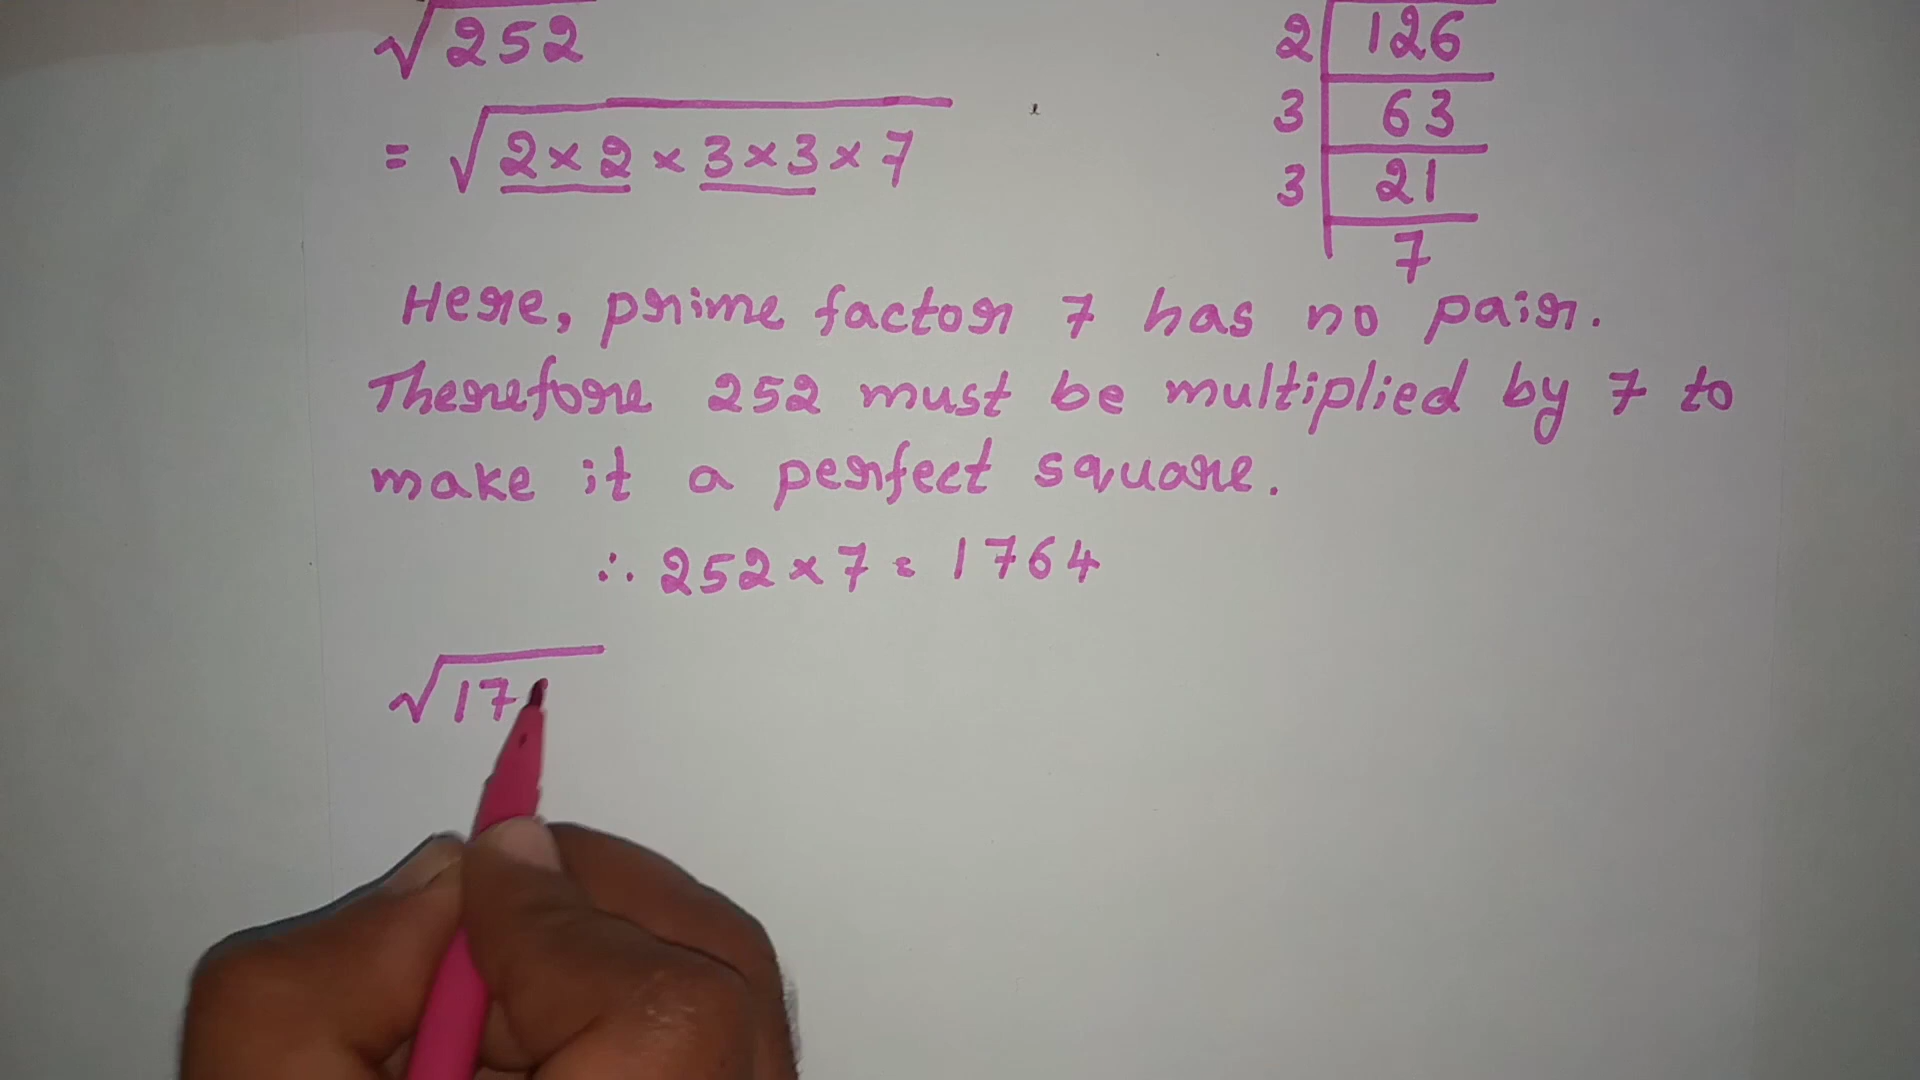 √252
= √2×2×3×3×7
2 | 126
3 | 63
3 | 21
7
Here, prime factor 7 has no pair.
Therefore 252 must be multiplied by 7 to
make it a perfect square.
∴ 252×7 = 1764
√17